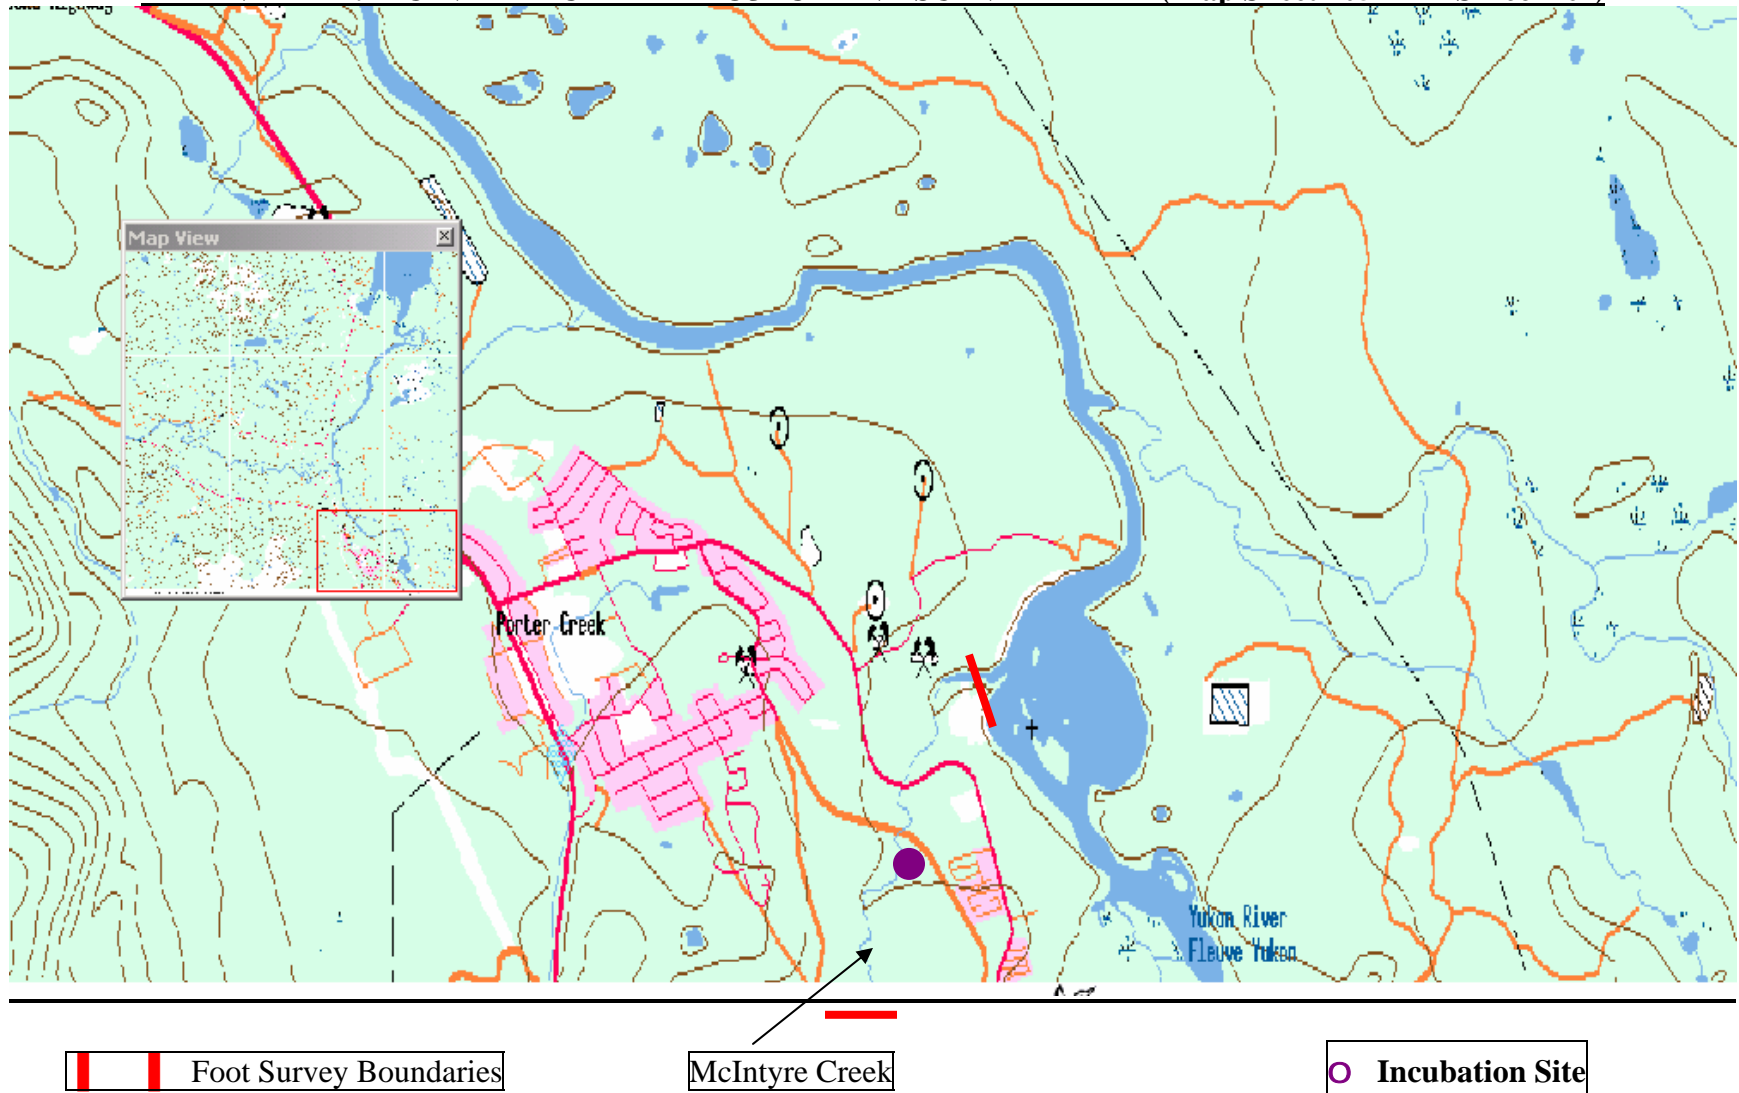 Map View
Porter Creek
Yukon River
Fleuve Yukon
Foot Survey Boundaries
McIntyre Creek
Incubation Site